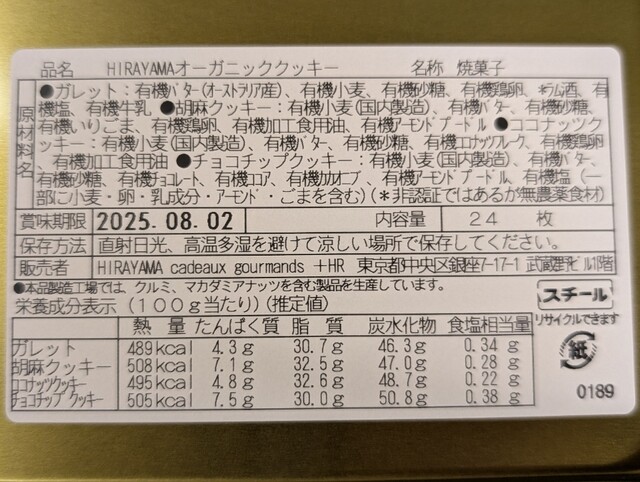 品名 HIRAYAMAオーガニッククッキー 名称 焼菓子
原材料名
●ガレット：有機バター(オーストラリア産)、有機小麦、有機砂糖、有機鶏卵、*ラム酒、有
機塩、有機牛乳 ●胡麻クッキー：有機小麦(国内製造)、有機バター、有機砂糖、
有機いりごま、有機鶏卵、有機加工食用油、有機アーモンドプードル ●ココナッツク
ッキー：有機小麦(国内製造)、有機バター、有機砂糖、有機ココナッツフレーク、有機鶏卵
、有機加工食用油 ●チョコチップクッキー：有機小麦(国内製造)、有機バター、
有機砂糖、有機チョコレート、有機ココア、有機カカオニブ、有機アーモンドプードル、有機塩 (一
部に小麦・卵・乳成分・アーモンド・ごまを含む) (＊非認証ではあるが無農薬食材)
賞味期限 2025.08.02 内容量 24 枚
保存方法 直射日光、高温多湿を避けて涼しい場所で保存してください。
販売者 HIRAYAMA cadeaux gourmands +HR 東京都中央区銀座7-17-1 武蔵野ビル1階
●本品製造工場では、クルミ、マカダミアナッツを含む製品を生産しています。
栄養成分表示 (100g当たり) (推定値)
熱量 たんぱく質 脂質 炭水化物 食塩相当量
ガレット 489kcal 4.3g 30.7g 46.3g 0.34g
胡麻クッキー 508kcal 7.1g 32.5g 47.0g 0.28g
ココナッツクッキー 495kcal 4.8g 32.6g 48.7g 0.22g
チョコチップクッキー 505kcal 7.5g 30.0g 50.8g 0.38g
スチール
リサイクルできます
紙
0189